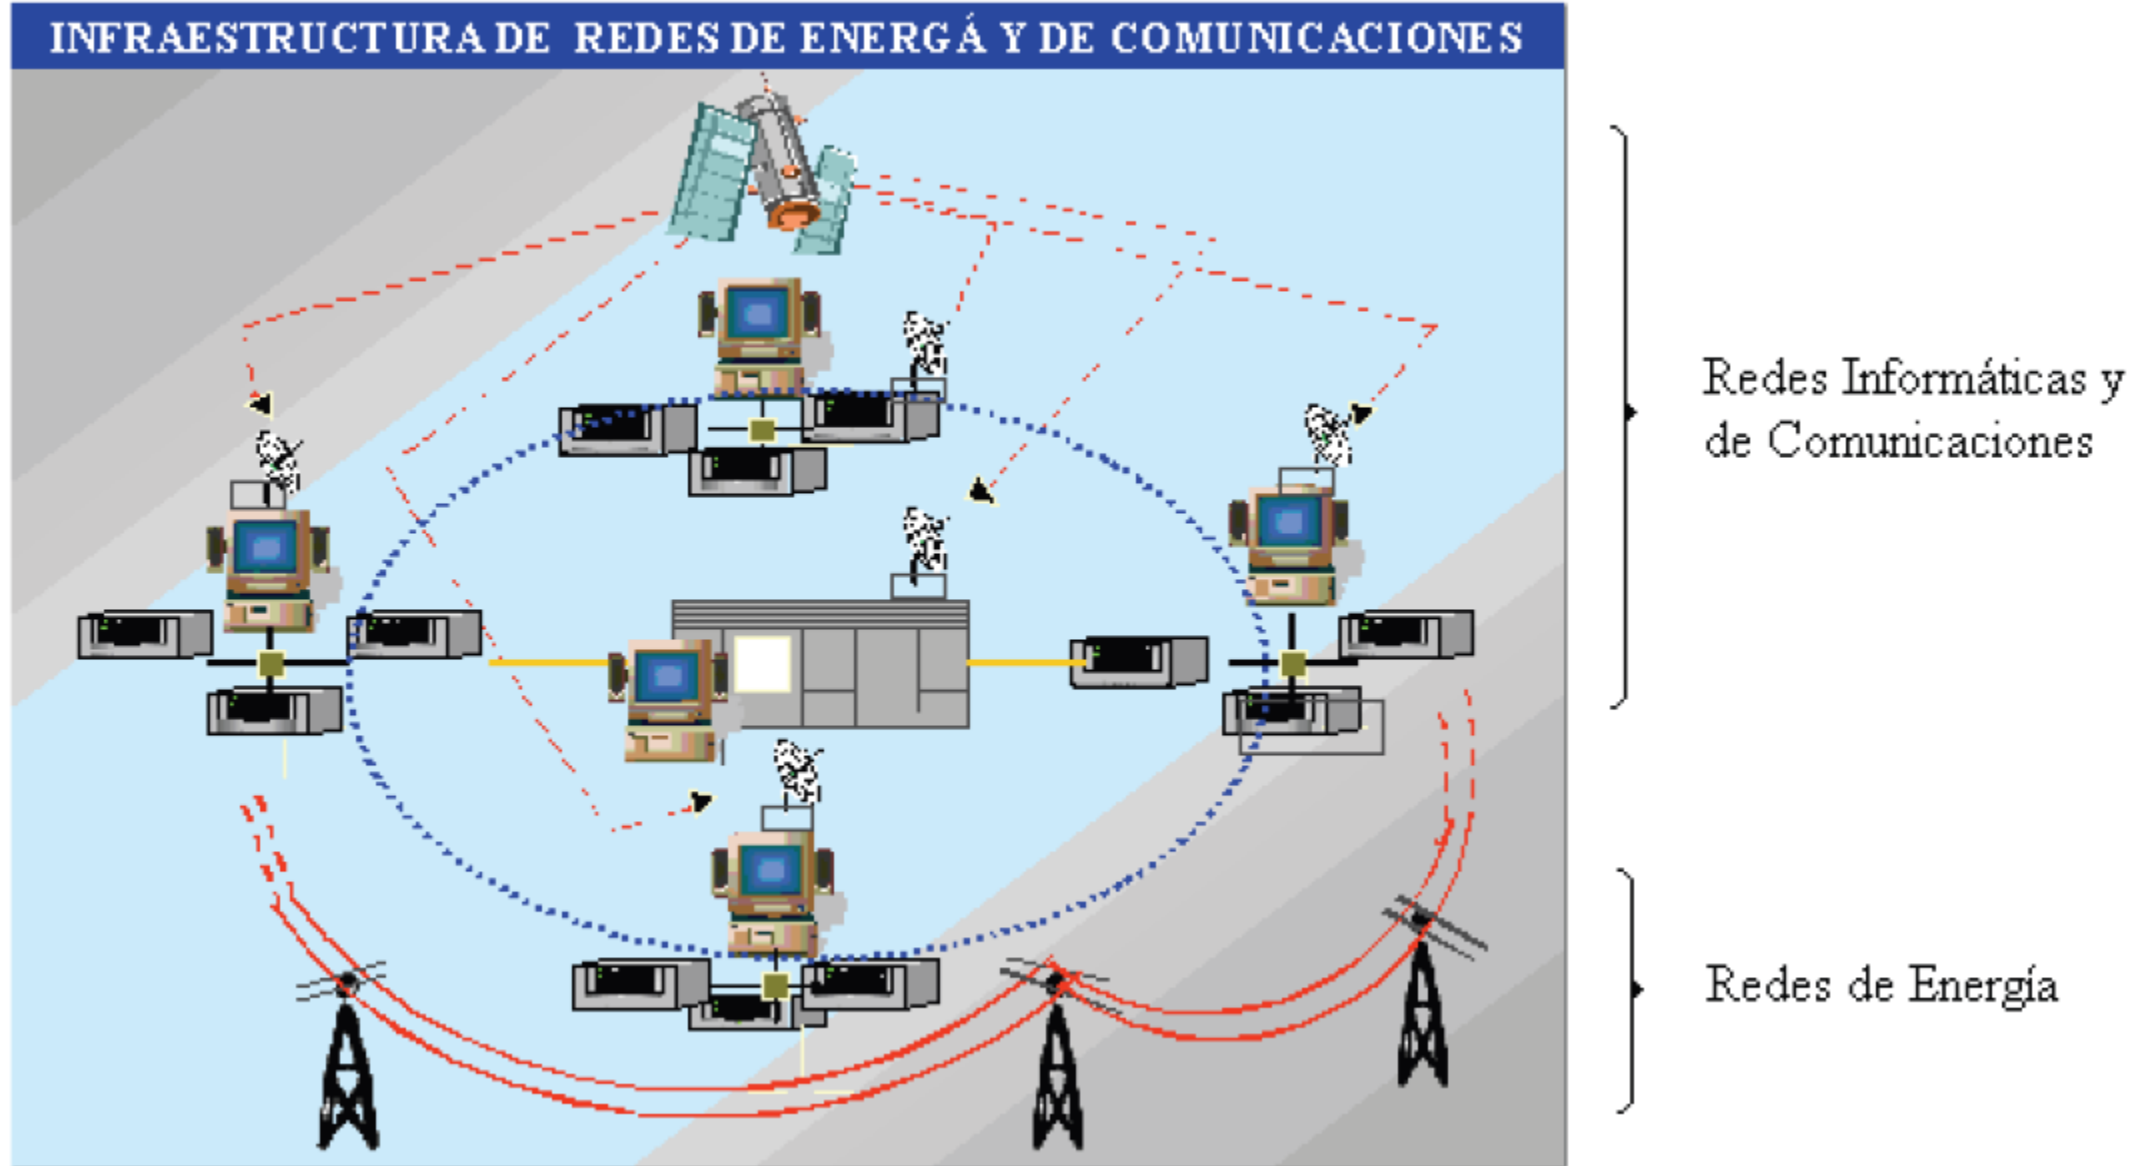 INFRAESTRUCTURA DE REDES DE ENERGÁ Y DE COMUNICACIONES
Redes Informáticas y
de Comunicaciones
Redes de Energía